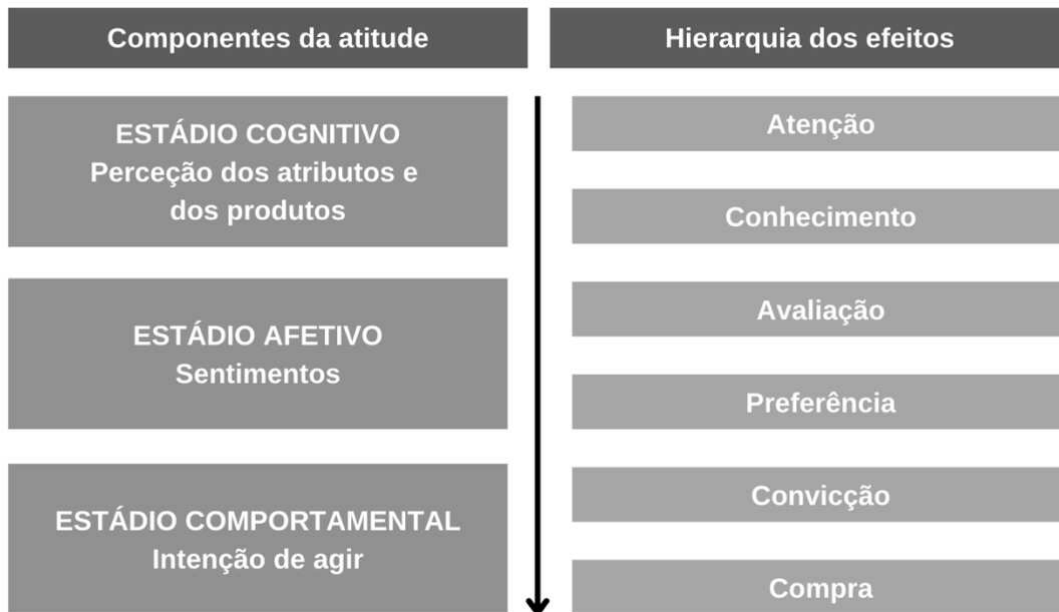 Componentes da atitude
Hierarquia dos efeitos
ESTÁDIO COGNITIVO
Perceção dos atributos e
dos produtos
ESTÁDIO AFETIVO
Sentimentos
ESTÁDIO COMPORTAMENTAL
Intenção de agir
Atenção
Conhecimento
Avaliação
Preferência
Convicção
Compra